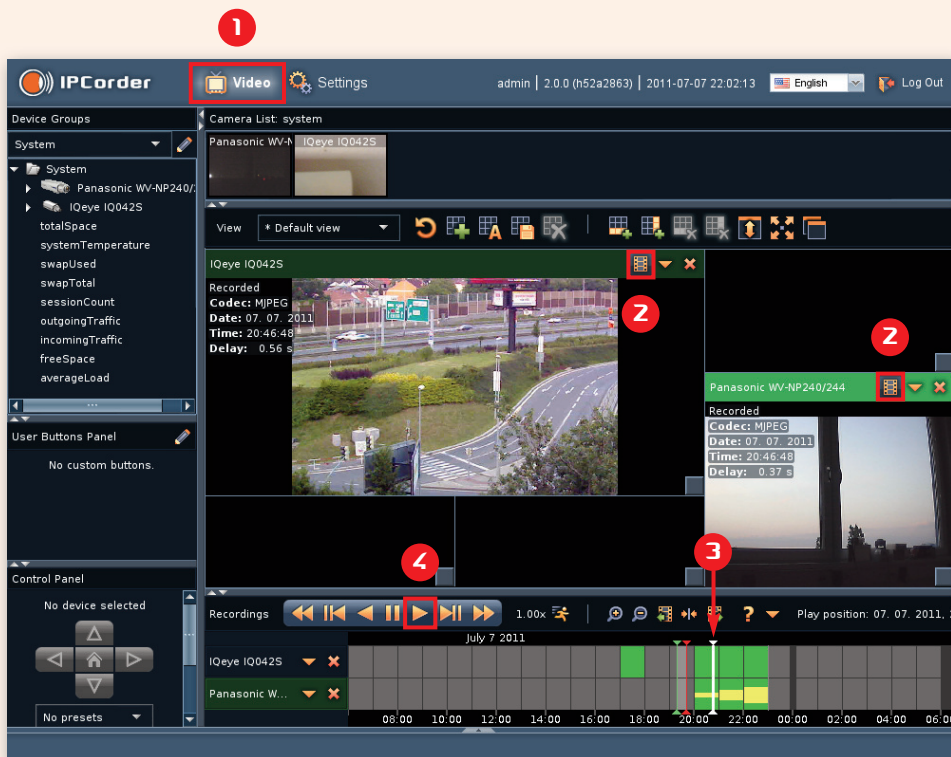 1
IPCorder
Video
Settings
admin | 2.0.0 (h52a2863) | 2011-07-07 22:02:13
English
Log Out
Device Groups
System
System
Panasonic WV-NP240/
IQeye IQ042S
totalSpace
systemTemperature
swapUsed
swapTotal
sessionCount
outgoingTraffic
incomingTraffic
freeSpace
averageLoad
User Buttons Panel
No custom buttons.
Control Panel
No device selected
No presets
Camera List: system
Panasonic WV-N
IQeye IQ042S
View
* Default view
IQeye IQ042S
Recorded
Codec: MJPEG
Date: 07. 07. 2011
Time: 20:46:48
Delay: 0.56 s
2
2
Panasonic WV-NP240/244
Recorded
Codec: MJPEG
Date: 07. 07. 2011
Time: 20:46:48
Delay: 0.37 s
4
3
Recordings
1.00x
?
Play position: 07. 07. 2011,
July 7 2011
IQeye IQ042S
Panasonic W...
08:00 10:00 12:00 14:00 16:00 18:00 20:00 22:00 00:00 02:00 04:00 06:0